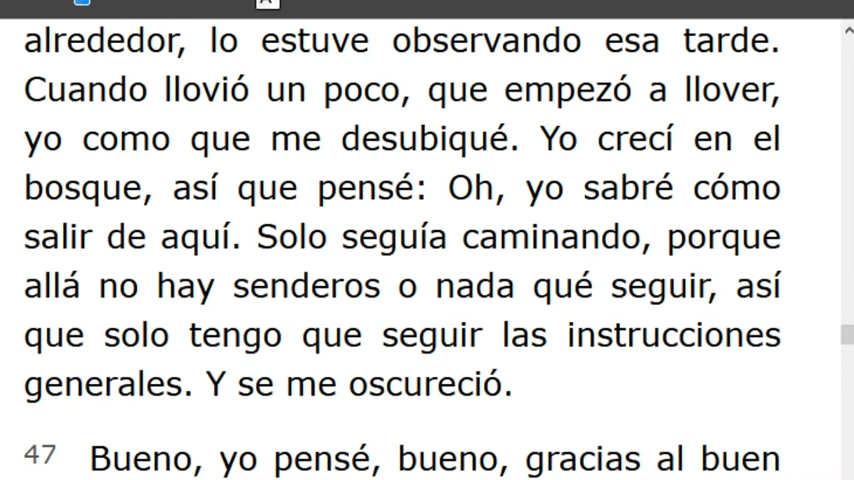 alrededor, lo estuve observando esa tarde.
Cuando llovió un poco, que empezó a llover,
yo como que me desubiqué. Yo crecí en el
bosque, así que pensé: Oh, yo sabré cómo
salir de aquí. Solo seguía caminando, porque
allá no hay senderos o nada qué seguir, así
que solo tengo que seguir las instrucciones
generales. Y se me oscureció.
47 Bueno, yo pensé, bueno, gracias al buen